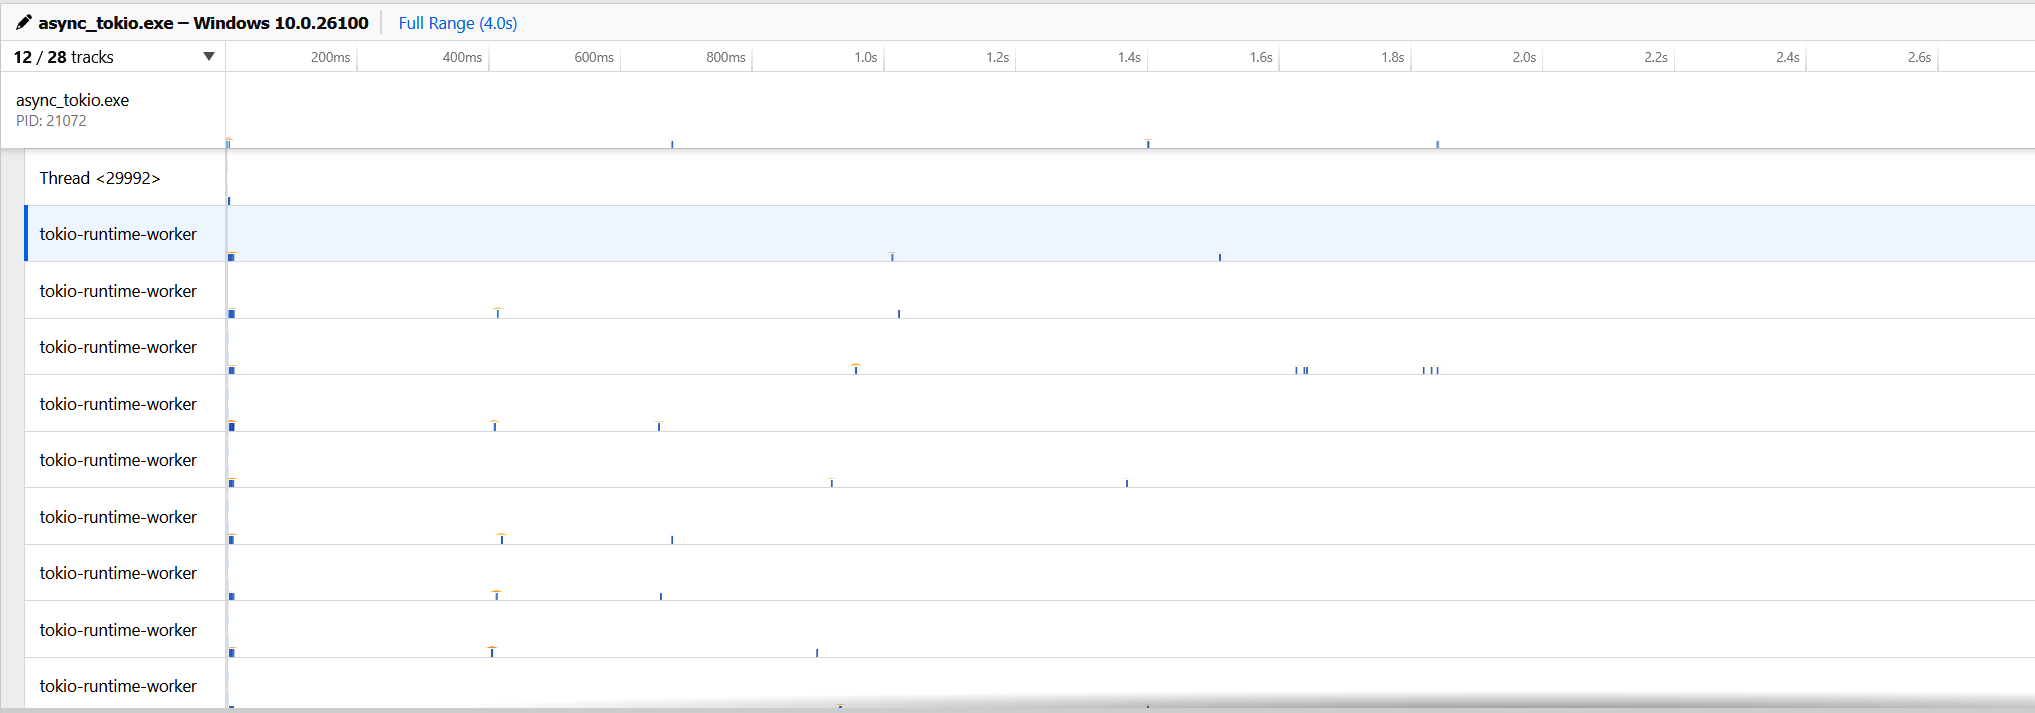 async_tokio.exe – Windows 10.0.26100 Full Range (4.0s)
12 / 28 tracks 200ms 400ms 600ms 800ms 1.0s 1.2s 1.4s 1.6s 1.8s 2.0s 2.2s 2.4s 2.6s
async_tokio.exe
PID: 21072
Thread <29992>
tokio-runtime-worker
tokio-runtime-worker
tokio-runtime-worker
tokio-runtime-worker
tokio-runtime-worker
tokio-runtime-worker
tokio-runtime-worker
tokio-runtime-worker
tokio-runtime-worker